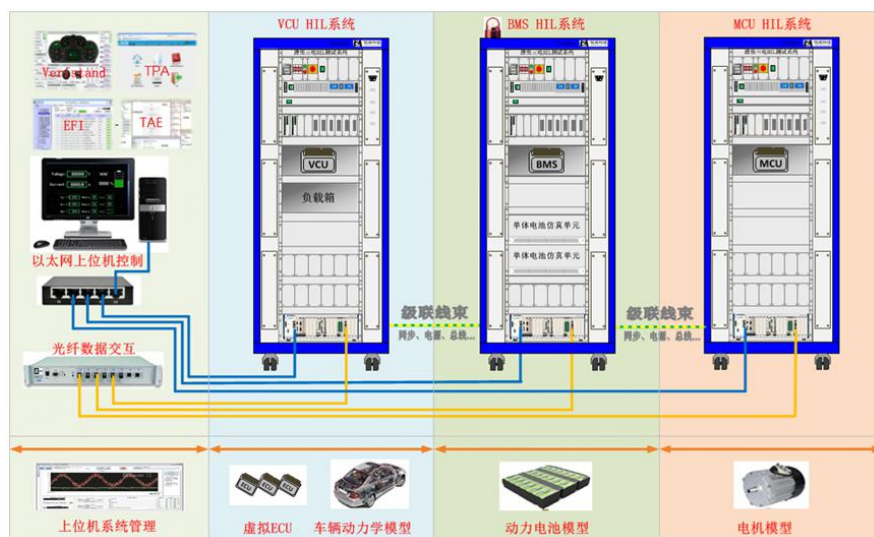 VCU HIL系统
BMS HIL系统
MCU HIL系统
Veristand
TPA
EFI
TAE
VCU
BMS
MCU
负载箱
单体电池仿真单元
单体电池仿真单元
以太网上位机控制
级联线束
同步、电源、总线...
级联线束
同步、电源、总线...
光纤数据交互
ECU
ECU
ECU
上位机系统管理
虚拟ECU
车辆动力学模型
动力电池模型
电机模型